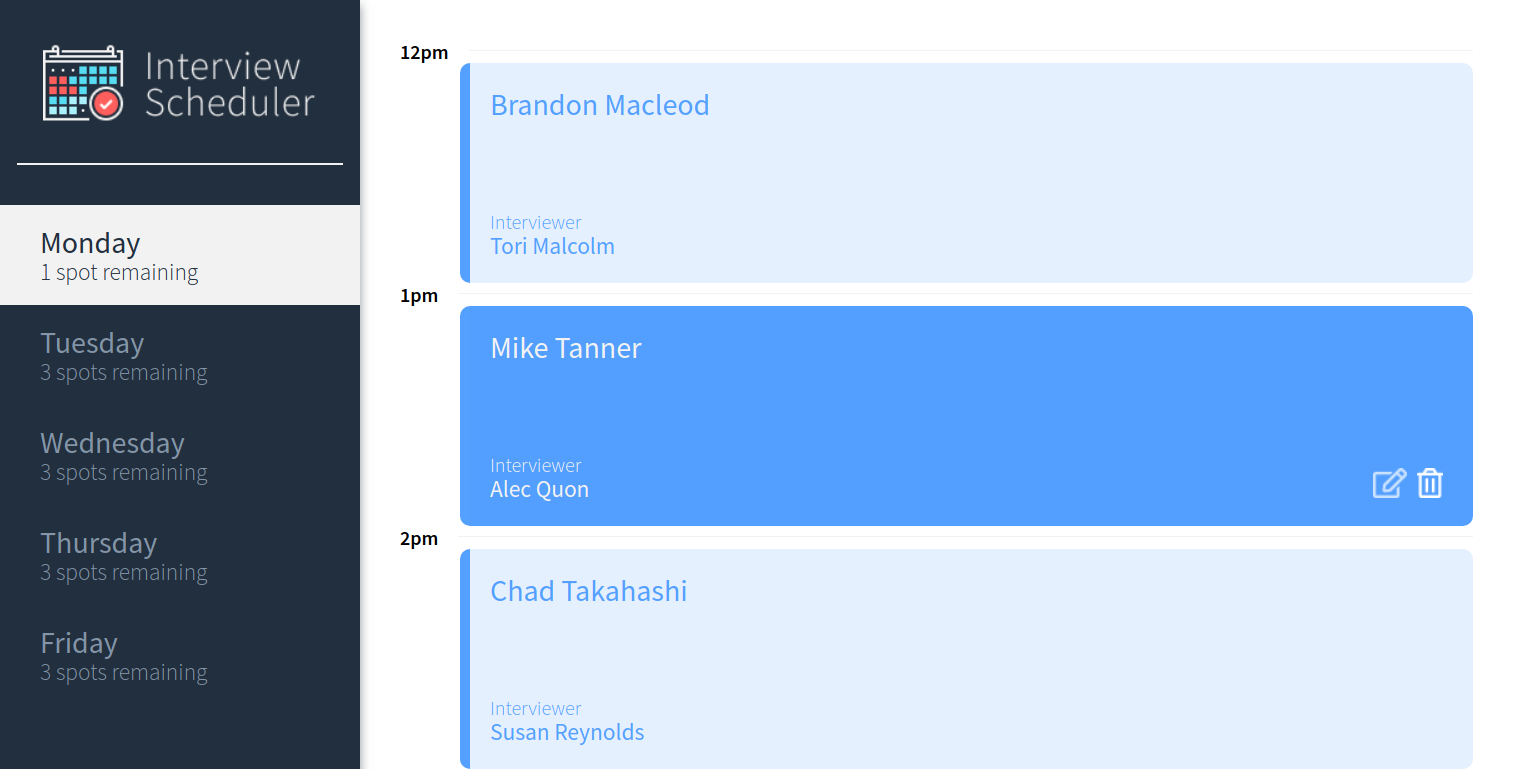 Interview
Scheduler
Monday
1 spot remaining
Tuesday
3 spots remaining
Wednesday
3 spots remaining
Thursday
3 spots remaining
Friday
3 spots remaining
12pm
Brandon Macleod
Interviewer
Tori Malcolm
1pm
Mike Tanner
Interviewer
Alec Quon
2pm
Chad Takahashi
Interviewer
Susan Reynolds